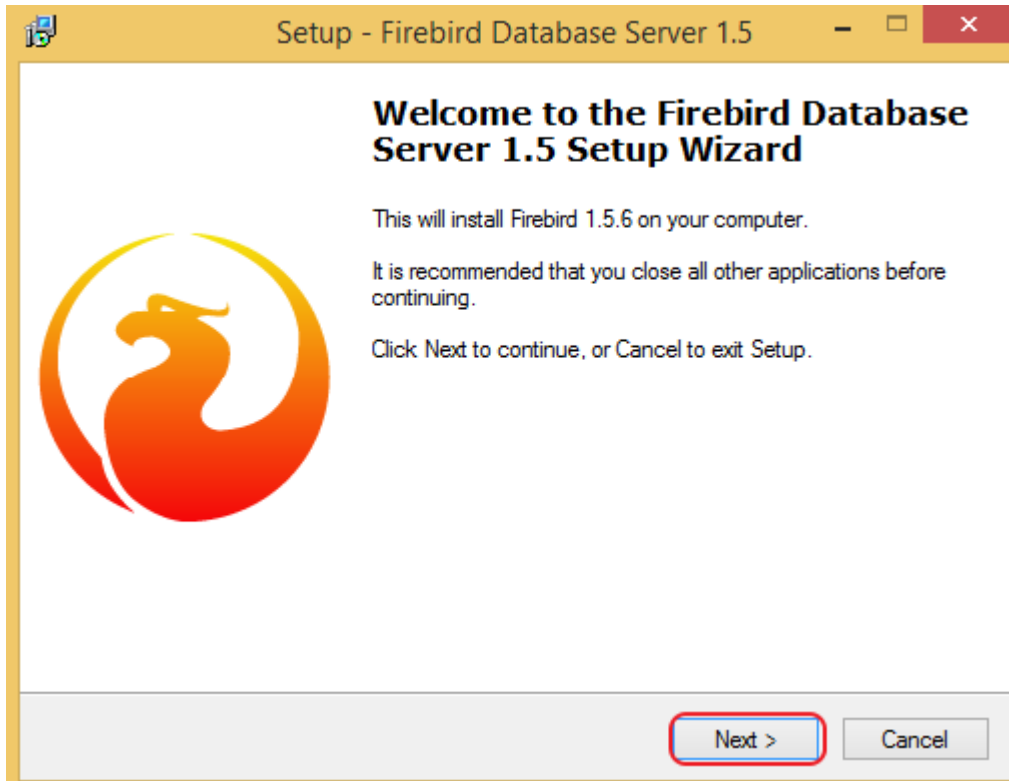 Setup - Firebird Database Server 1.5
Welcome to the Firebird Database
Server 1.5 Setup Wizard
This will install Firebird 1.5.6 on your computer.
It is recommended that you close all other applications before
continuing.
Click Next to continue, or Cancel to exit Setup.
Next >
Cancel